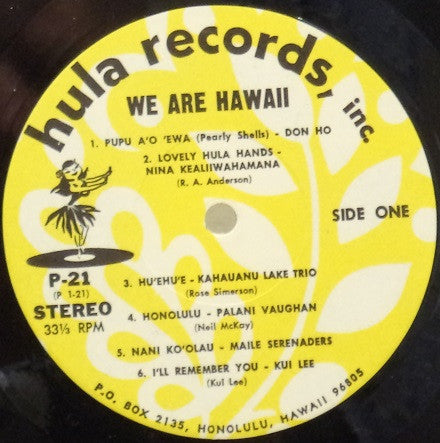 hula records, inc.
WE ARE HAWAII
1. PUPU A'O 'EWA (Pearly Shells) - DON HO
2. LOVELY HULA HANDS -
NINA KEALIIWAHAMANA
(R. A. Anderson)
SIDE ONE
P-21
(P 1-21)
STEREO
33⅓ RPM
3. HU'EHU'E - KAHAUANU LAKE TRIO
(Rose Simerson)
4. HONOLULU - PALANI VAUGHAN
(Neil McKay)
5. NANI KO'OLAU - MAILE SERENADERS
6. I'LL REMEMBER YOU - KUI LEE
(Kui Lee)
P.O. BOX 2135, HONOLULU, HAWAII 96805